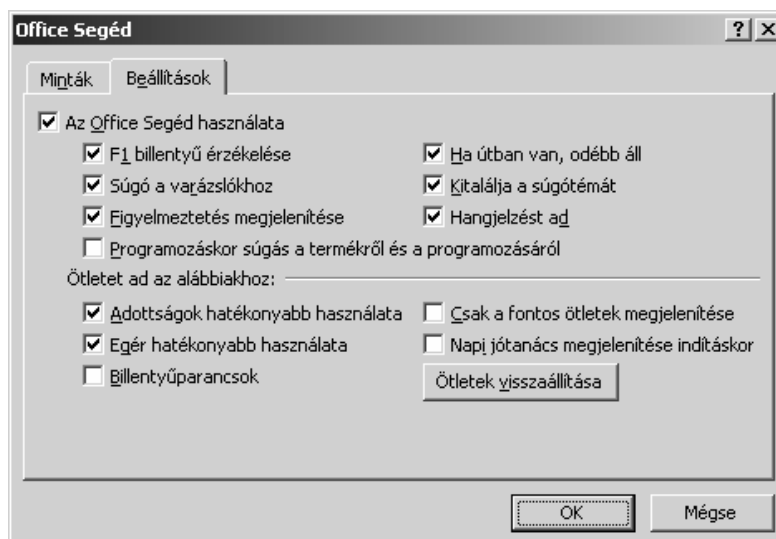 Office Segéd
Minták Beállítások
Az Office Segéd használata
F1 billentyű érzékelése Ha útban van, odébb áll
Súgó a varázslókhoz Kitalálja a súgótémát
Figyelmeztetés megjelenítése Hangjelzést ad
Programozáskor súgás a termékről és a programozásáról
Ötletet ad az alábbiakhoz:
Adottságok hatékonyabb használata Csak a fontos ötletek megjelenítése
Egér hatékonyabb használata Napi jótanács megjelenítése indításkor
Billentyűparancsok Ötletek visszaállítása
OK Mégse